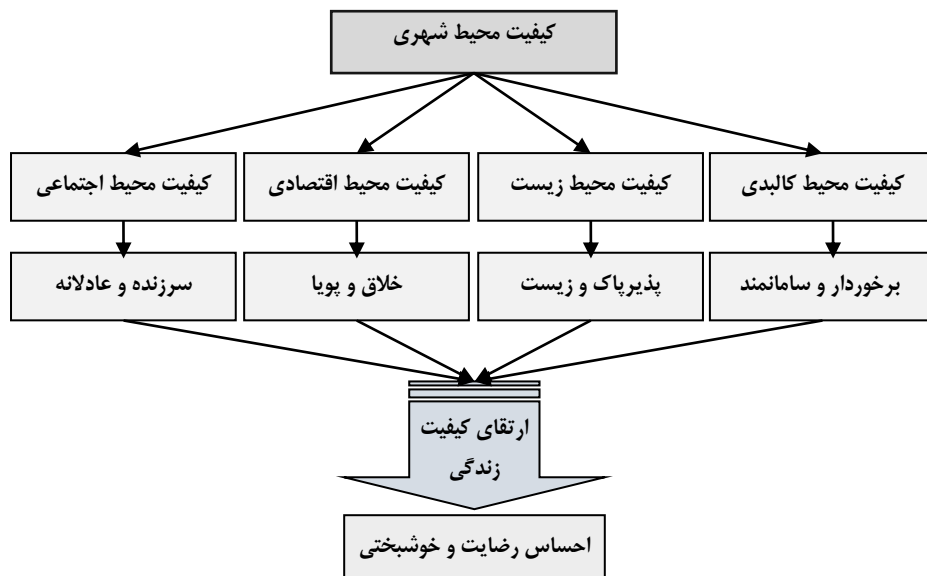 کیفیت محیط شهری
کیفیت محیط کالبدی
کیفیت محیط زیست
کیفیت محیط اقتصادی
کیفیت محیط اجتماعی
برخوردار و سامانمند
پذیرپاک و زیست
خلاق و پویا
سرزنده و عادلانه
ارتقای کیفیت
زندگی
احساس رضایت و خوشبختی